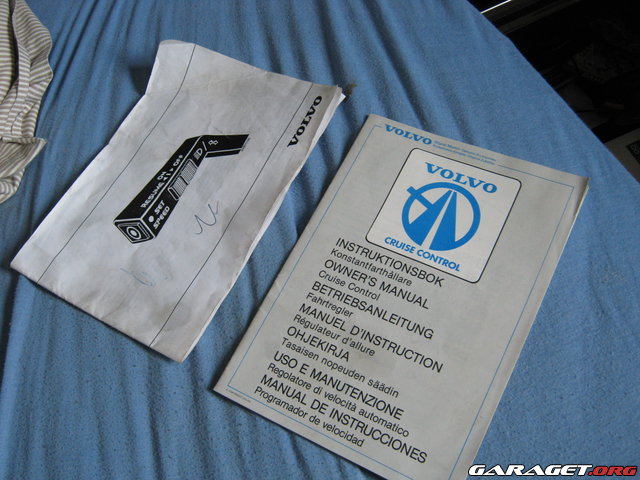 VOLVO
RESUME ON OFF
SET
SPEED
VOLVO
VOLVO
CRUISE CONTROL
INSTRUKTIONSBOK
Konstantfarthållare
OWNER'S MANUAL
Cruise Control
BETRIEBSANLEITUNG
Fahrtregler
MANUEL D'INSTRUCTION
Régulateur d'allure
OHJEKIRJA
Tasaisen nopeuden säädin
USO E MANUTENZIONE
Regolatore di velocità automatico
MANUAL DE INSTRUCCIONES
Programador de velocidad
GARAGET.ORG